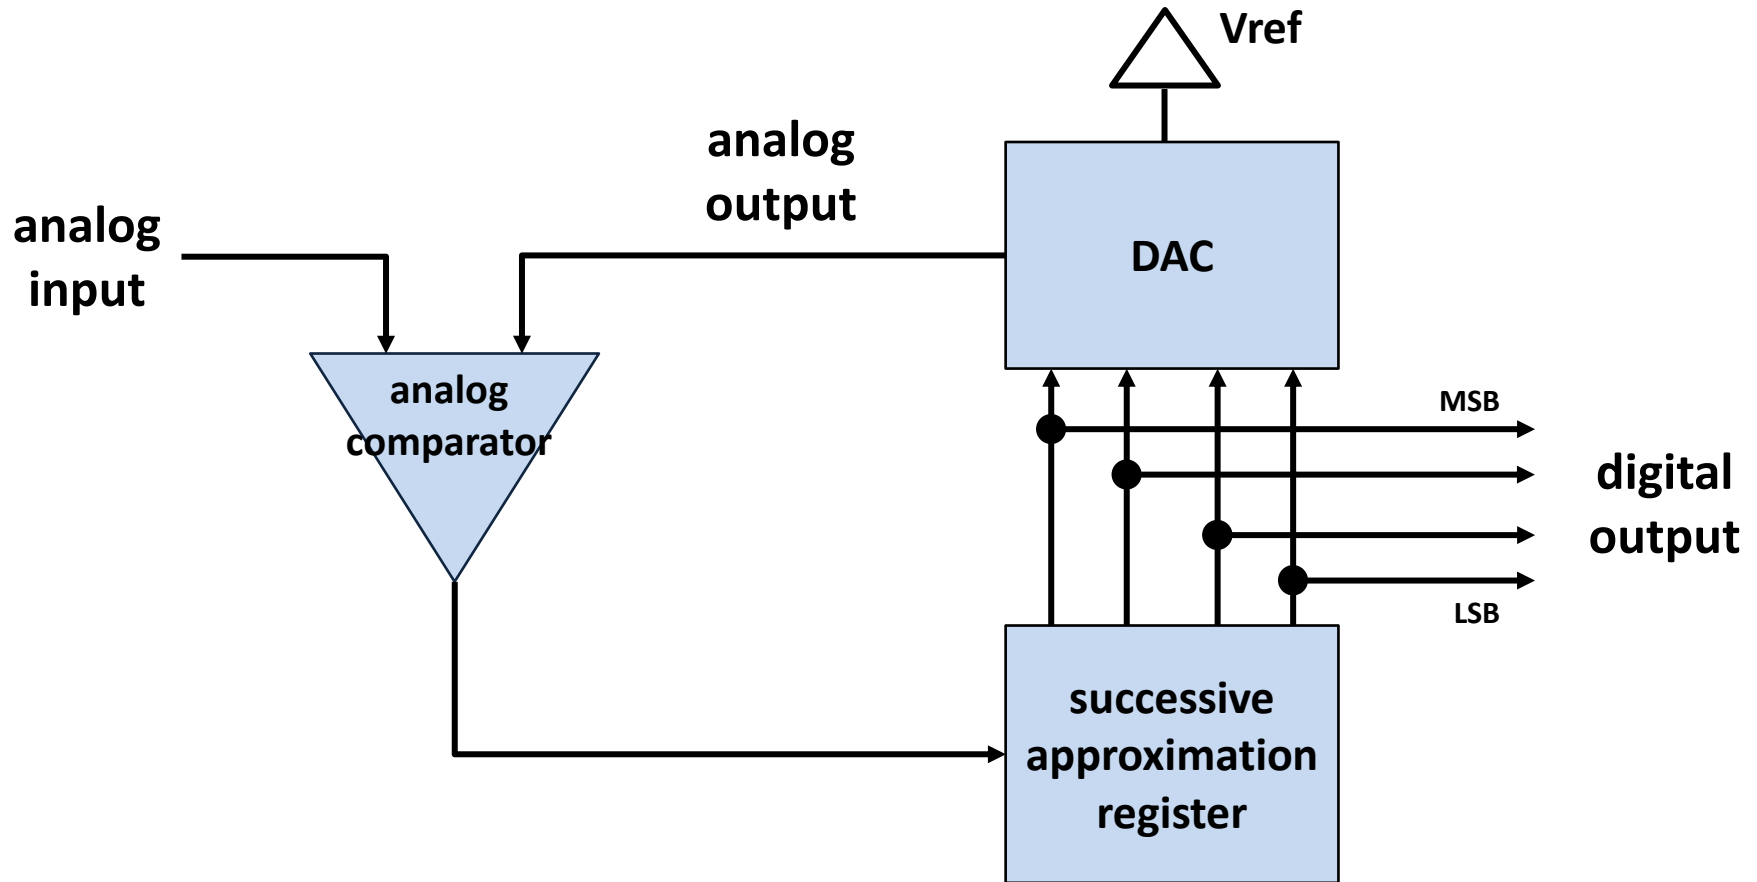 Vref
analog
output
analog
input
DAC
analog
comparator
MSB
digital
output
LSB
successive
approximation
register